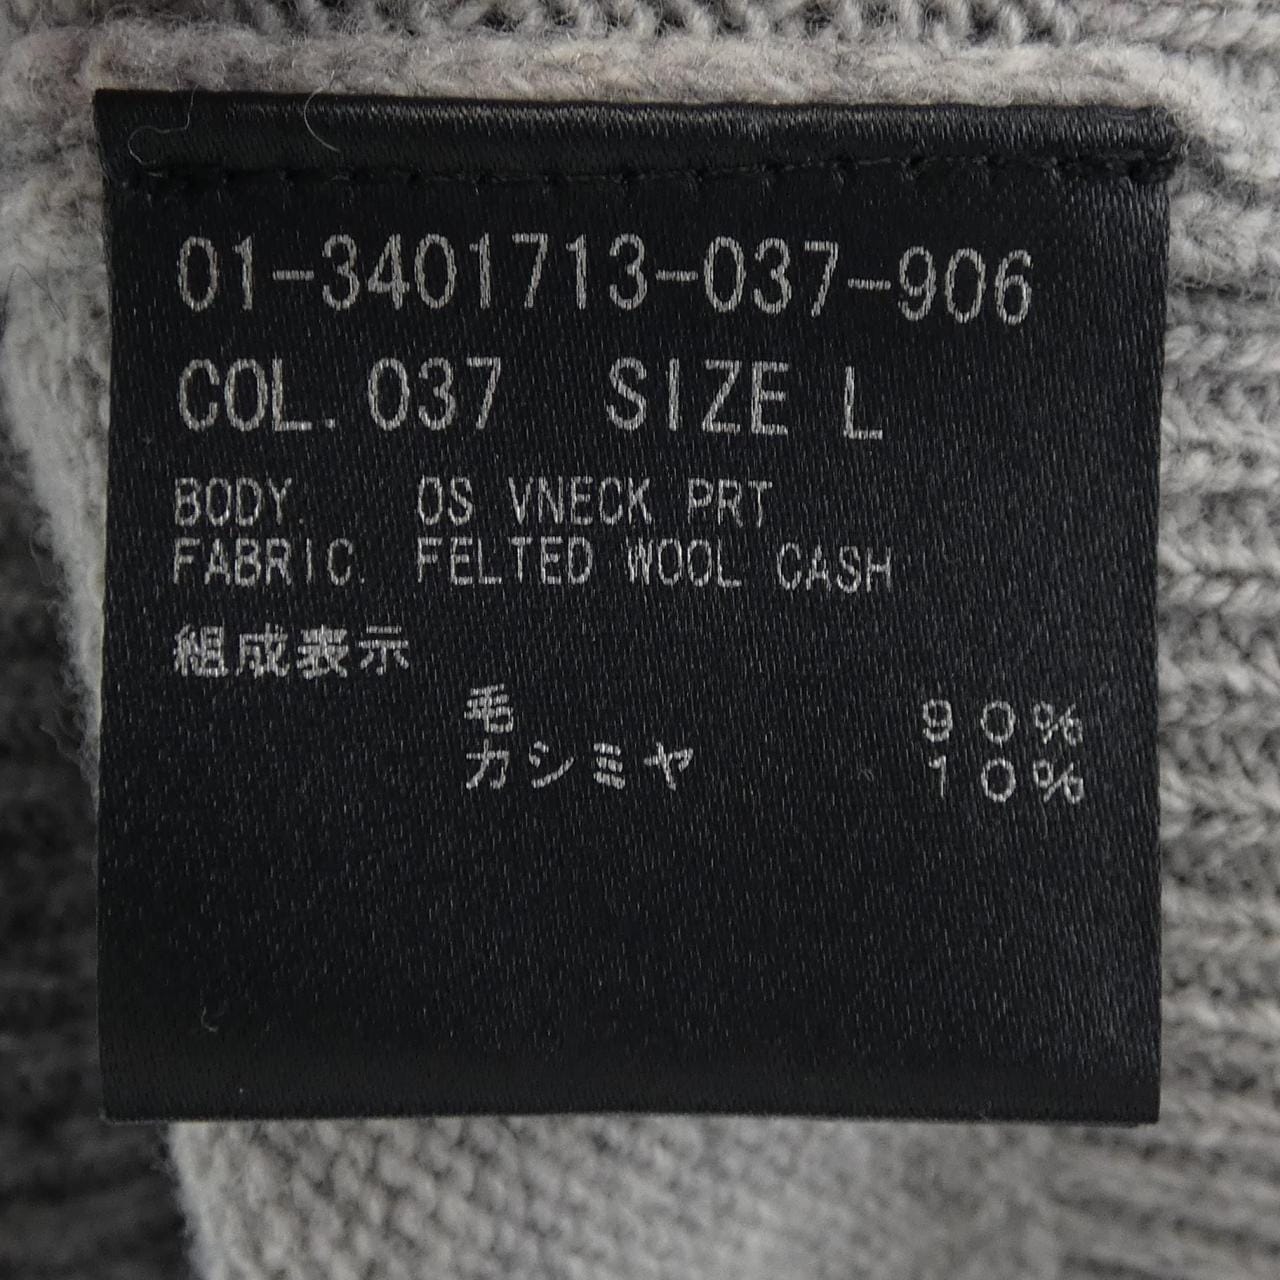 01-3401713-037-906
COL. 037 SIZE L
BODY. OS VNECK PRT
FABRIC. FELTED WOOL CASH
組成表示
毛 90%
カシミヤ 10%